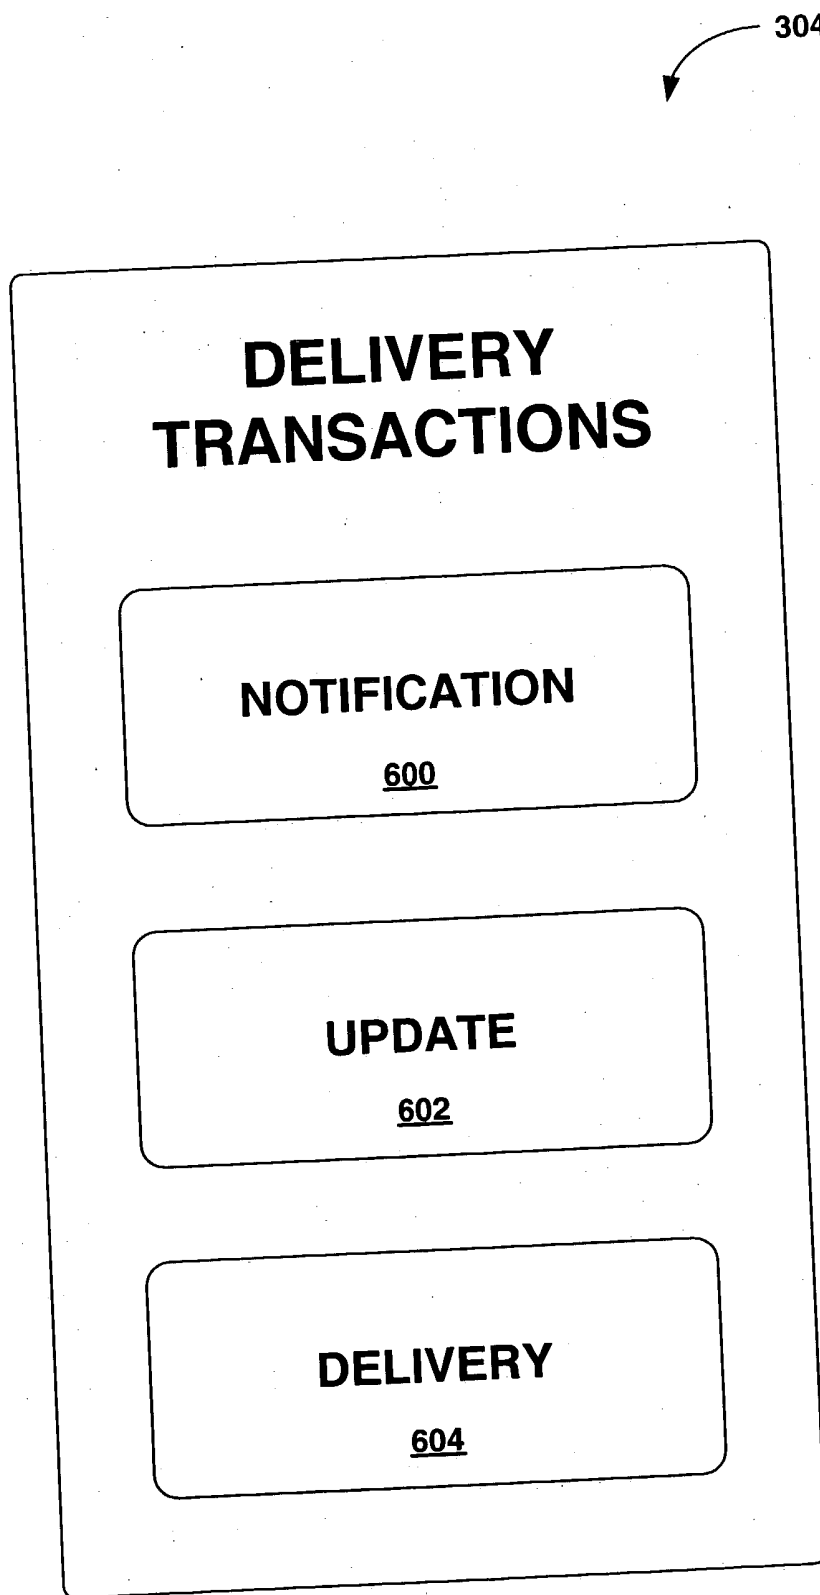 304
DELIVERY
TRANSACTIONS
NOTIFICATION
600
UPDATE
602
DELIVERY
604